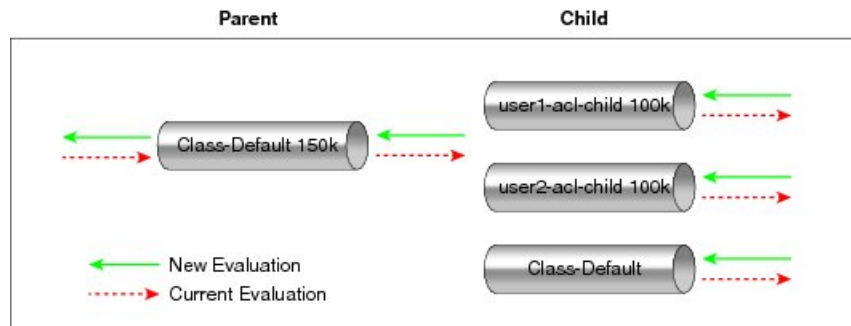 Parent
Child
user1-acl-child 100k
Class-Default 150k
user2-acl-child 100k
Class-Default
New Evaluation
Current Evaluation